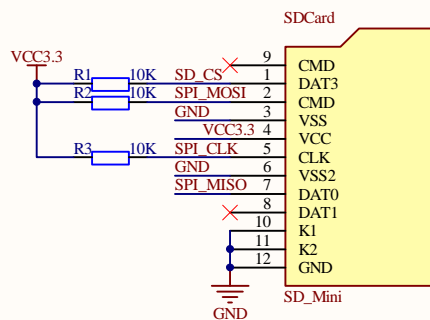 SDCard
VCC3.3
9 CMD
R1 10K SD_CS 1 DAT3
R2 10K SPI_MOSI 2 CMD
GND 3 VSS
VCC3.3 4 VCC
R3 10K SPI_CLK 5 CLK
GND 6 VSS2
SPI_MISO 7 DAT0
8 DAT1
10 K1
11 K2
12 GND
SD_Mini
GND